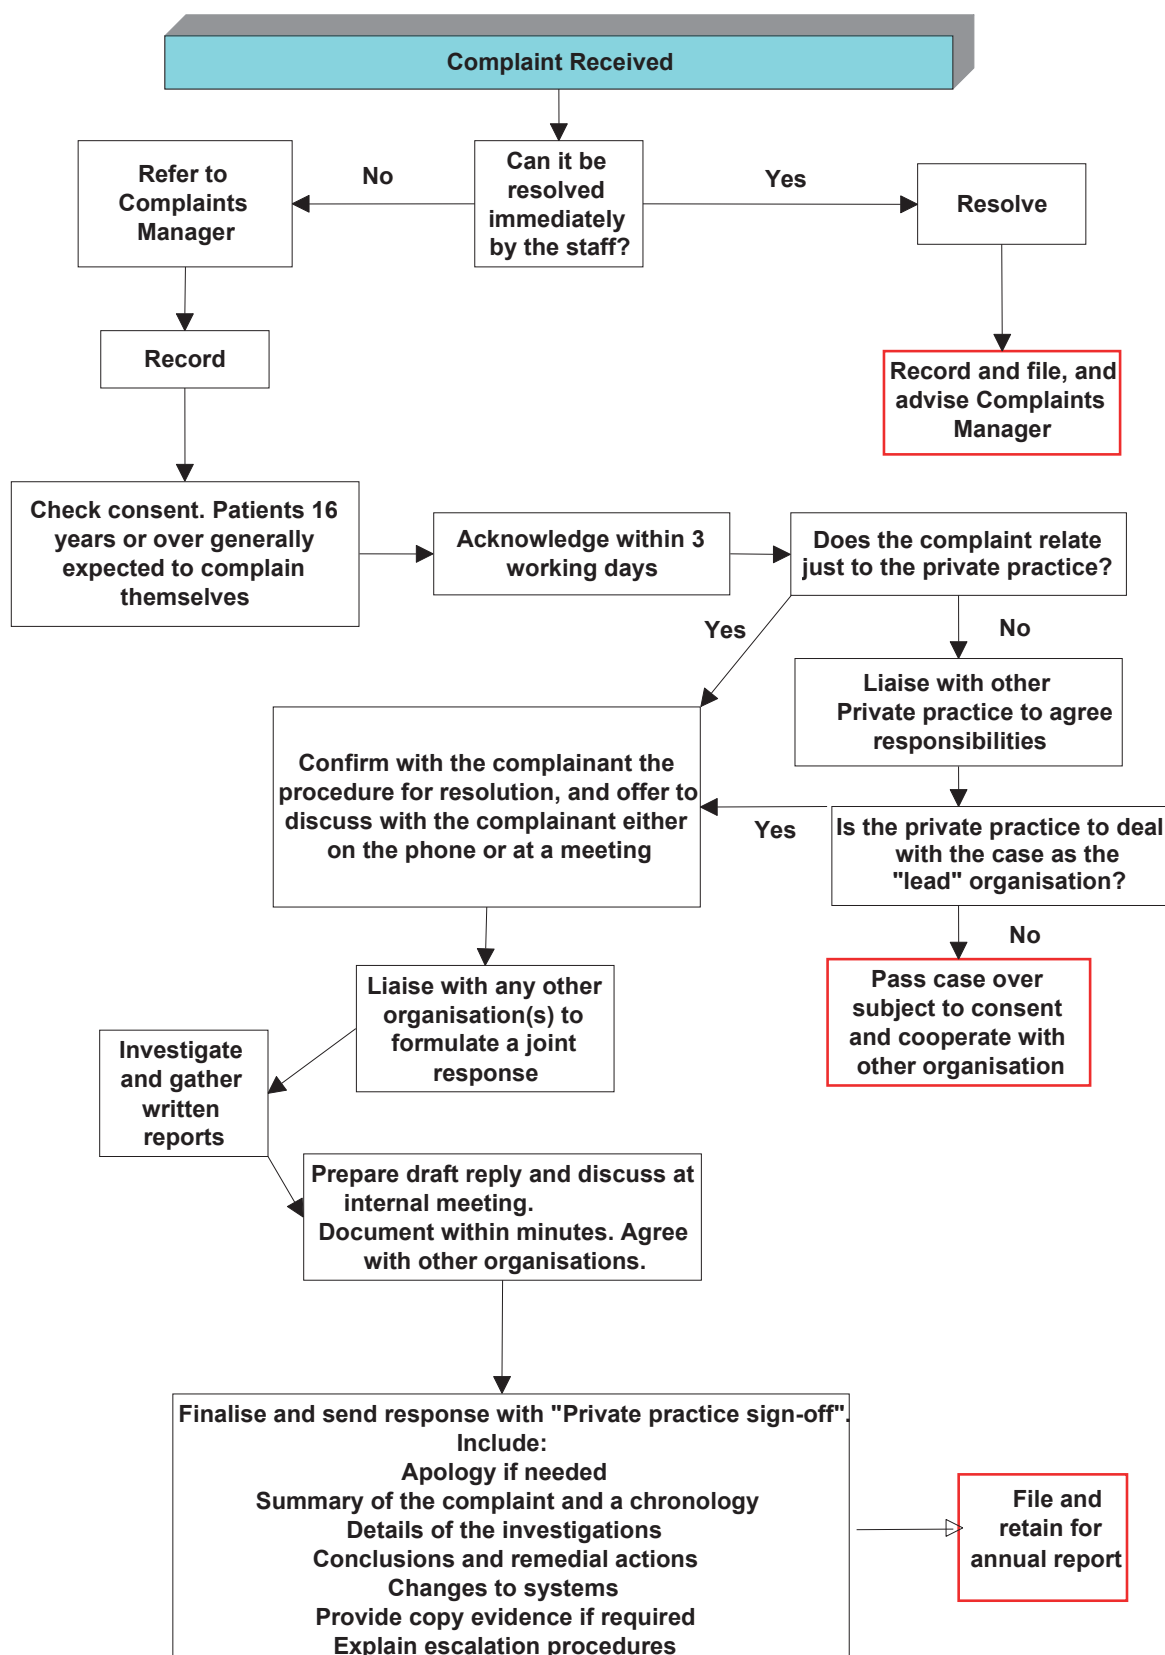 Complaint Received
Refer to
Complaints
Manager
No
Can it be
resolved
immediately
by the staff?
Yes
Resolve
Record
Record and file, and
advise Complaints
Manager
Check consent. Patients 16
years or over generally
expected to complain
themselves
Acknowledge within 3
working days
Does the complaint relate
just to the private practice?
Yes
No
Liaise with other
Private practice to agree
responsibilities
Confirm with the complainant the
procedure for resolution, and offer to
discuss with the complainant either
on the phone or at a meeting
Yes
Is the private practice to deal
with the case as the
"lead" organisation?
No
Pass case over
subject to consent
and cooperate with
other organisation
Liaise with any other
organisation(s) to
formulate a joint
response
Investigate
and gather
written
reports
Prepare draft reply and discuss at
internal meeting.
Document within minutes. Agree
with other organisations.
Finalise and send response with "Private practice sign-off".
Include:
Apology if needed
Summary of the complaint and a chronology
Details of the investigations
Conclusions and remedial actions
Changes to systems
Provide copy evidence if required
Explain escalation procedures
File and
retain for
annual report